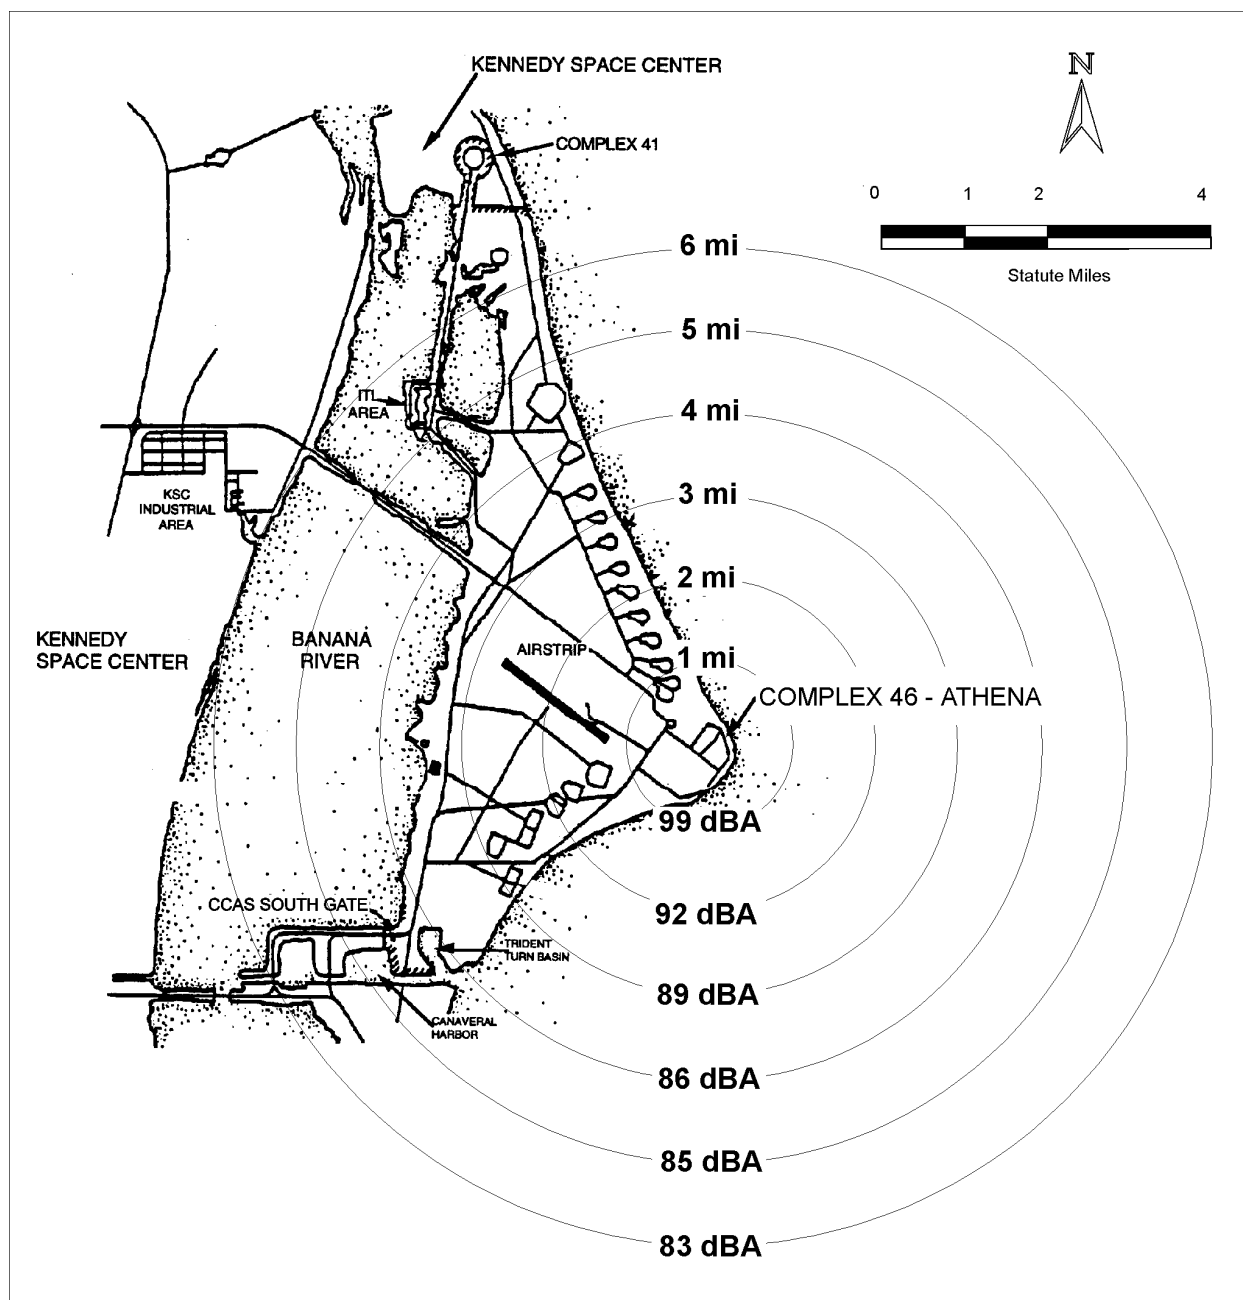 KENNEDY SPACE CENTER
N
COMPLEX 41
0 1 2 4
Statute Miles
6 mi
5 mi
ITL
AREA
4 mi
KSC
INDUSTRIAL
AREA
3 mi
2 mi
KENNEDY
SPACE CENTER
BANANA
RIVER
AIRSTRIP
1 mi
COMPLEX 46 - ATHENA
99 dBA
CCAS SOUTH GATE
92 dBA
TRIDENT
TURN BASIN
89 dBA
CANAVERAL
HARBOR
86 dBA
85 dBA
83 dBA